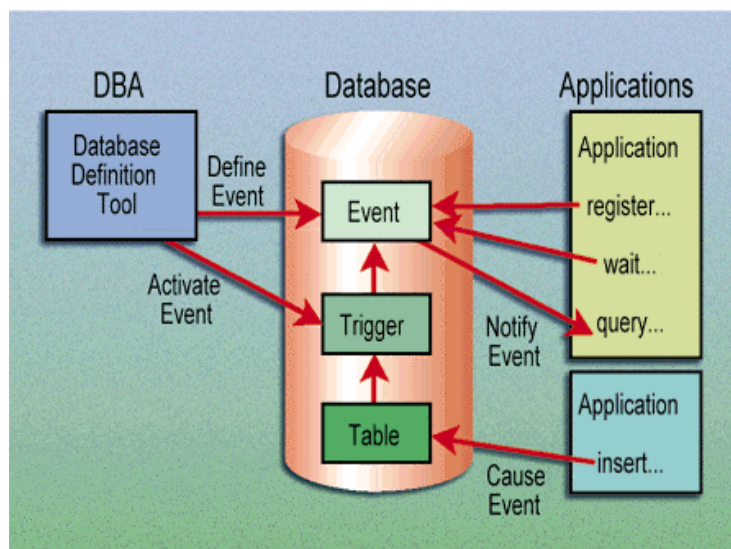 DBA
Database
Applications
Database
Definition
Tool
Define
Event
Activate
Event
Event
Trigger
Table
Notify
Event
Cause
Event
Application
register...
wait...
query...
Application
insert...